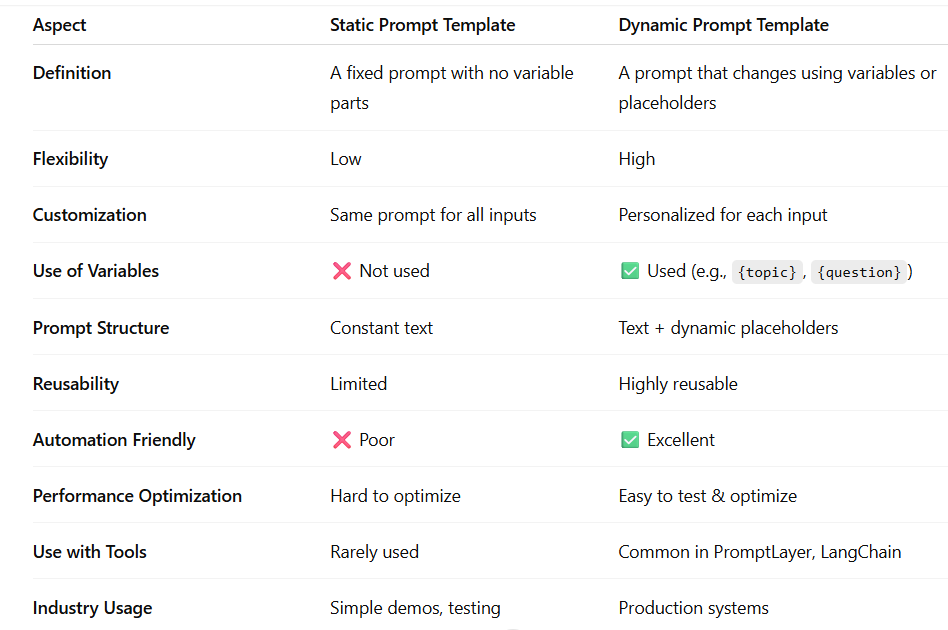 Aspect Static Prompt Template Dynamic Prompt Template
Definition A fixed prompt with no variable parts A prompt that changes using variables or placeholders
Flexibility Low High
Customization Same prompt for all inputs Personalized for each input
Use of Variables ❌ Not used ✅ Used (e.g., {topic}, {question})
Prompt Structure Constant text Text + dynamic placeholders
Reusability Limited Highly reusable
Automation Friendly ❌ Poor ✅ Excellent
Performance Optimization Hard to optimize Easy to test & optimize
Use with Tools Rarely used Common in PromptLayer, LangChain
Industry Usage Simple demos, testing Production systems